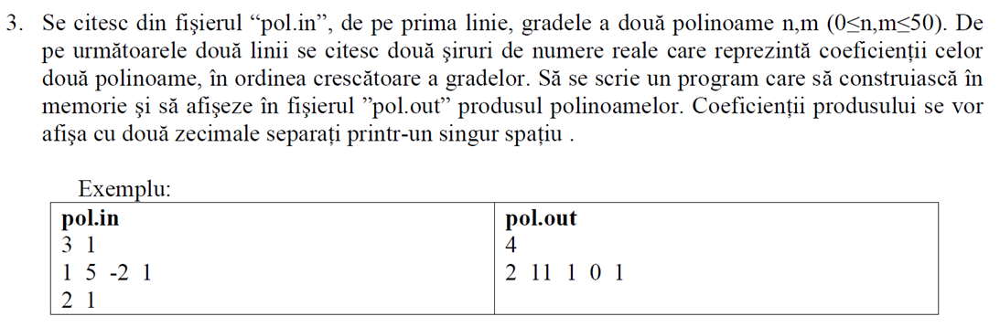 3. Se citesc din fişierul “pol.in”, de pe prima linie, gradele a două polinoame n,m (0≤n,m≤50). De
pe următoarele două linii se citesc două şiruri de numere reale care reprezintă coeficienţii celor
două polinoame, în ordinea crescătoare a gradelor. Să se scrie un program care să construiască în
memorie şi să afişeze în fişierul ”pol.out” produsul polinoamelor. Coeficienţii produsului se vor
afişa cu două zecimale separaţi printr-un singur spaţiu .
Exemplu:
pol.in
3 1
1 5 -2 1
2 1
pol.out
4
2 11 1 0 1